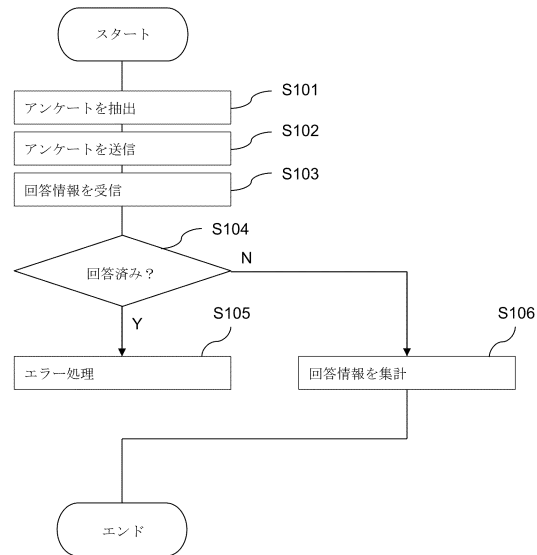 スタート
アンケートを抽出
S101
アンケートを送信
S102
回答情報を受信
S103
回答済み？
S104
N
Y
エラー処理
S105
回答情報を集計
S106
エンド